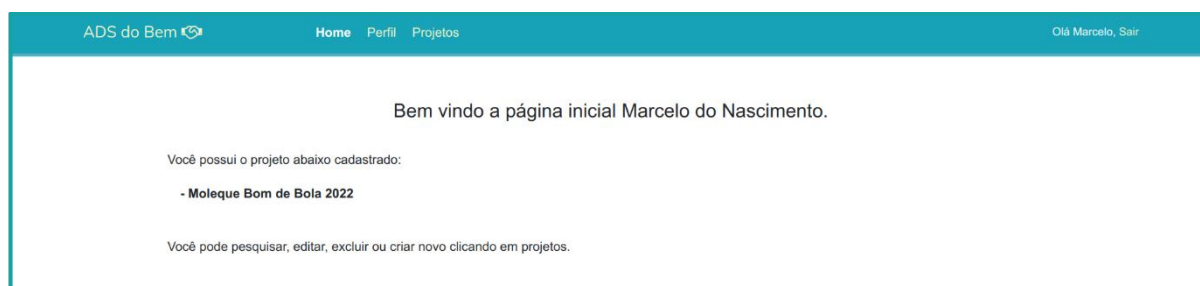 ADS do Bem
Home Perfil Projetos
Olá Marcelo, Sair
Bem vindo a página inicial Marcelo do Nascimento.
Você possui o projeto abaixo cadastrado:
- Moleque Bom de Bola 2022
Você pode pesquisar, editar, excluir ou criar novo clicando em projetos.